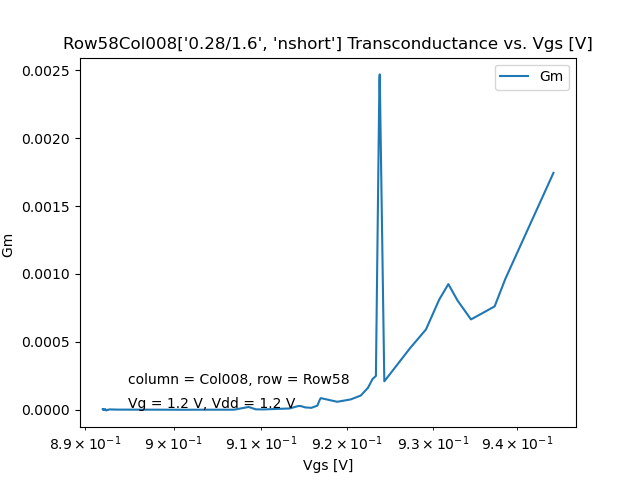 Row58Col008['0.28/1.6', 'nshort'] Transconductance vs. Vgs [V]
Gm
0.0025
0.0020
0.0015
0.0010
0.0005
0.0000
Gm
column = Col008, row = Row58
Vg = 1.2 V, Vdd = 1.2 V
8.9 × 10⁻¹ 9 × 10⁻¹ 9.1 × 10⁻¹ 9.2 × 10⁻¹ 9.3 × 10⁻¹ 9.4 × 10⁻¹
Vgs [V]